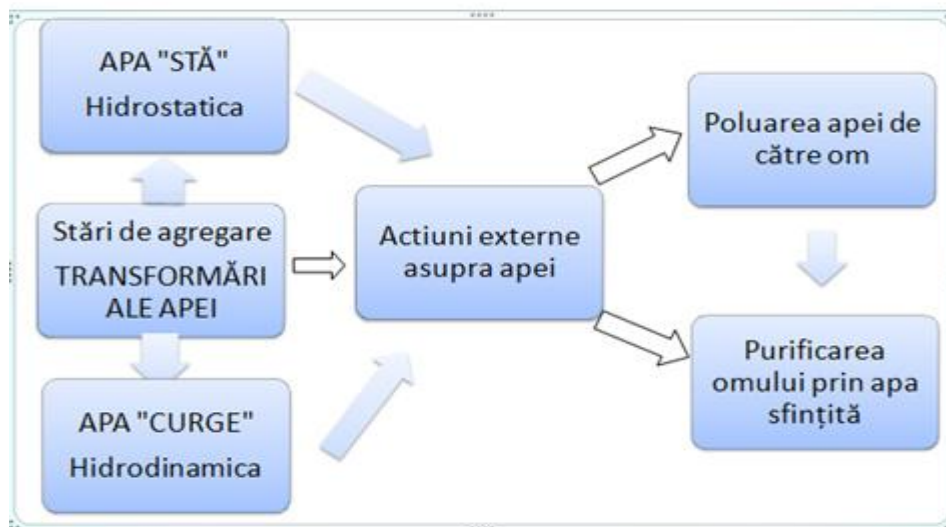 APA "STĂ"
Hidrostatica
Stări de agregare
TRANSFORMĂRI
ALE APEI
APA "CURGE"
Hidrodinamica
Actiuni externe
asupra apei
Poluarea apei de
către om
Purificarea
omului prin apa
sfințită